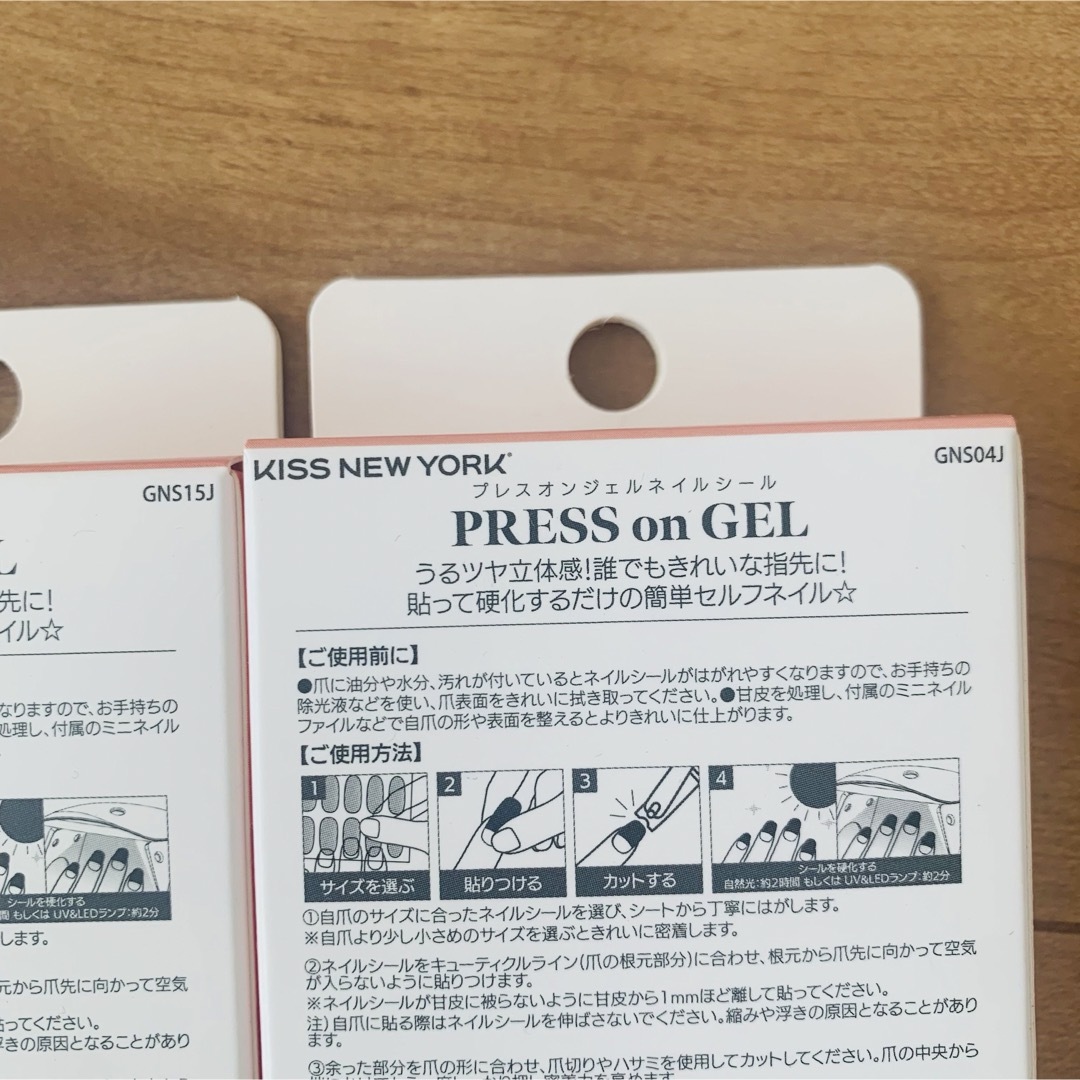 GNS15J
L
先に!
イル☆
なりますので、お手持ちの
処理し、付属のミニネイル
シールを硬化する
間 もしくは UV&LEDランプ:約2分
します。
元から爪先に向かって空気
貼ってください。
浮きの原因となることがあり
KISS NEW YORK®
GNS04J
プレスオンジェルネイルシール
PRESS on GEL
うるツヤ立体感!誰でもきれいな指先に!
貼って硬化するだけの簡単セルフネイル☆
【ご使用前に】
●爪に油分や水分、汚れが付いているとネイルシールがはがれやすくなりますので、お手持ちの
除光液などを使い、爪表面をきれいに拭き取ってください。●甘皮を処理し、付属のミニネイル
ファイルなどで自爪の形や表面を整えるとよりきれいに仕上がります。
【ご使用方法】
1
サイズを選ぶ
2
貼りつける
3
カットする
4
シールを硬化する
自然光:約2時間 もしくは UV&LEDランプ:約2分
①自爪のサイズに合ったネイルシールを選び、シートから丁寧にはがします。
※自爪より少し小さめのサイズを選ぶときれいに密着します。
②ネイルシールをキューティクルライン(爪の根元部分)に合わせ、根元から爪先に向かって空気
が入らないように貼りつけます。
※ネイルシールが甘皮に被らないように甘皮から1mmほど離して貼ってください。
注)自爪に貼る際はネイルシールを伸ばさないでください。縮みや浮きの原因となることがあり
ます。
③余った部分を爪の形に合わせ、爪切りやハサミを使用してカットしてください。爪の中央から